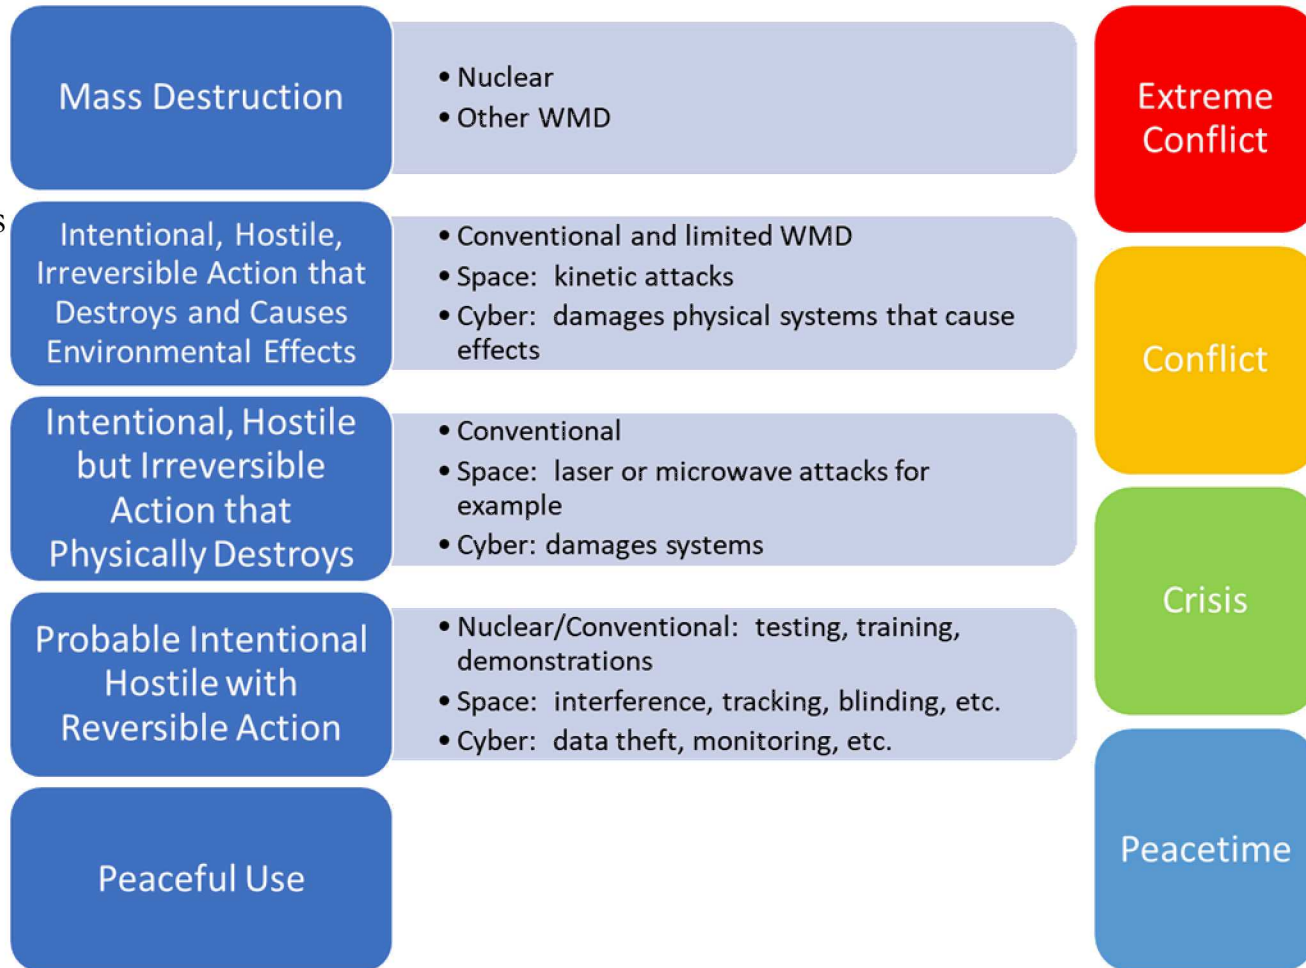 Mass Destruction
• Nuclear
• Other WMD
Extreme
Conflict
s
Intentional, Hostile,
Irreversible Action that
Destroys and Causes
Environmental Effects
• Conventional and limited WMD
• Space: kinetic attacks
• Cyber: damages physical systems that cause
effects
Conflict
Intentional, Hostile
but Irreversible
Action that
Physically Destroys
• Conventional
• Space: laser or microwave attacks for
example
• Cyber: damages systems
Crisis
Probable Intentional
Hostile with
Reversible Action
• Nuclear/Conventional: testing, training,
demonstrations
• Space: interference, tracking, blinding, etc.
• Cyber: data theft, monitoring, etc.
Peacetime
Peaceful Use